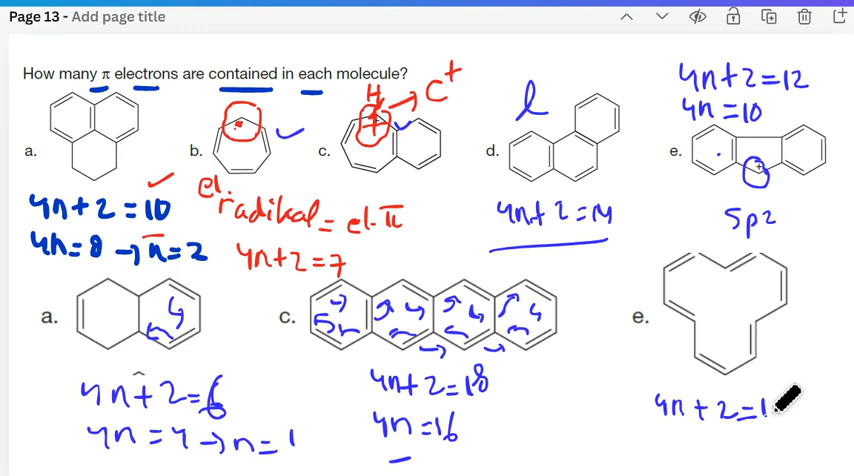 Page 13 - Add page title
How many π electrons are contained in each molecule?
H
+ → C+
l
4n+2=12
4n=10
a.
b.
c.
d.
e.
+
4n+2=10
4n=8 → n=2
el.
radikal = el-π
4n+2=7
4n+2=14
Sp2
a.
c.
e.
4n+2=6
4n=4 → n=1
4n+2=18
4n=16
4n+2=1